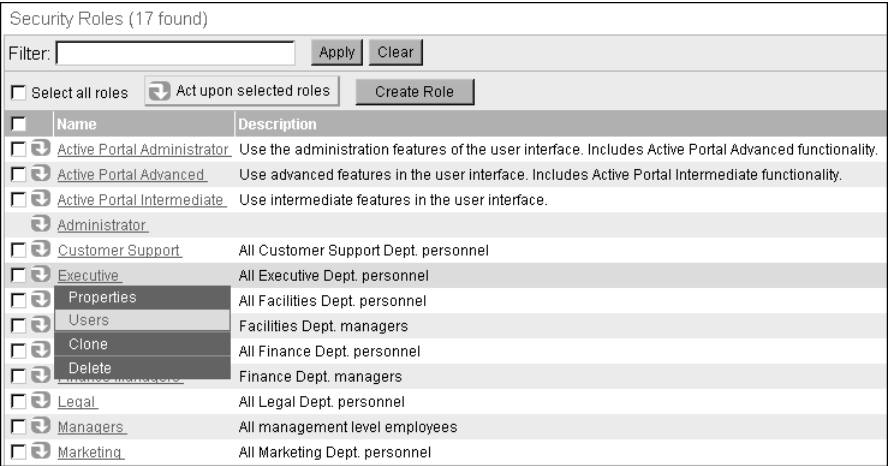 Security Roles (17 found)
Filter: Apply Clear
Select all roles Act upon selected roles Create Role
Name Description
Active Portal Administrator Use the administration features of the user interface. Includes Active Portal Advanced functionality.
Active Portal Advanced Use advanced features in the user interface. Includes Active Portal Intermediate functionality.
Active Portal Intermediate Use intermediate features in the user interface.
Administrator
Customer Support All Customer Support Dept. personnel
Executive All Executive Dept. personnel
Properties All Facilities Dept. personnel
Users Facilities Dept. managers
Clone All Finance Dept. personnel
Delete
Finance Managers Finance Dept. managers
Legal All Legal Dept. personnel
Managers All management level employees
Marketing All Marketing Dept. personnel